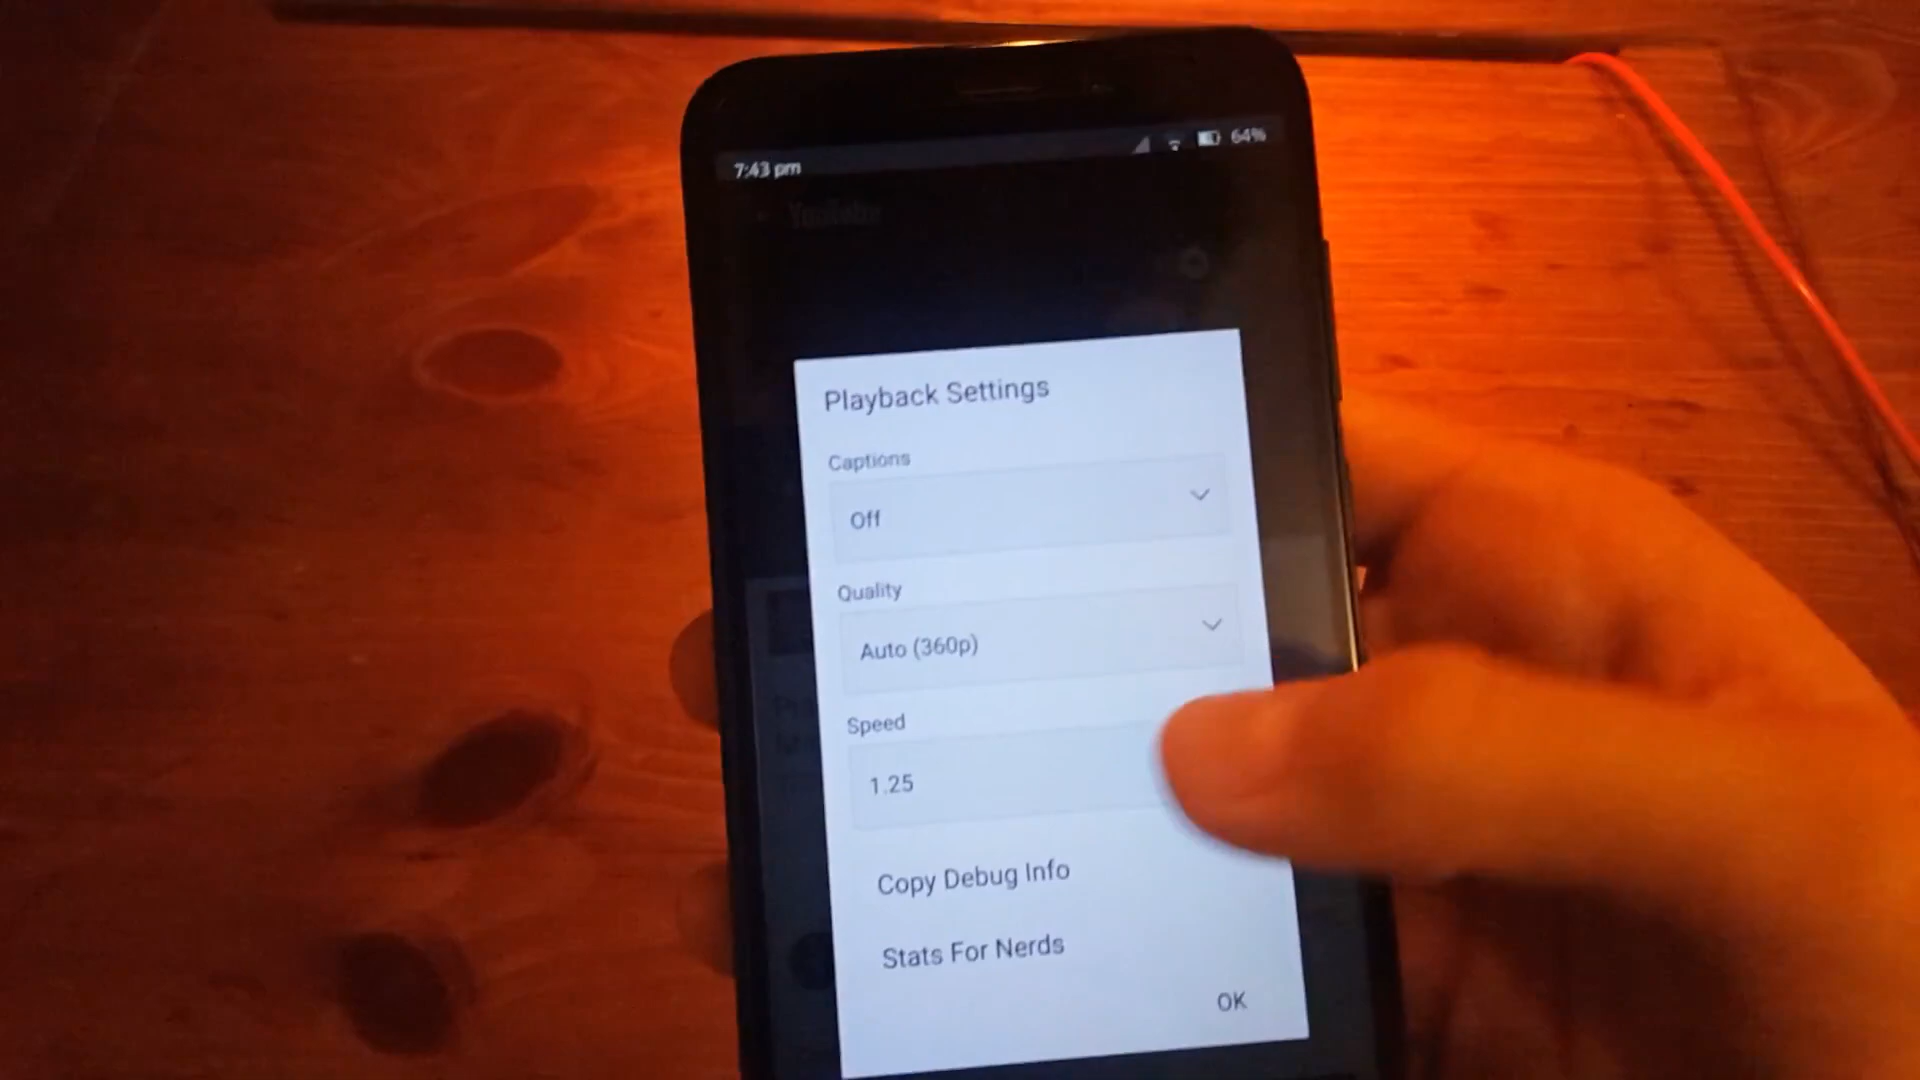 7:43 pm
64%
YouTube
Playback Settings
Captions
Off
Quality
Auto (360p)
Speed
1.25
Copy Debug Info
Stats For Nerds
OK